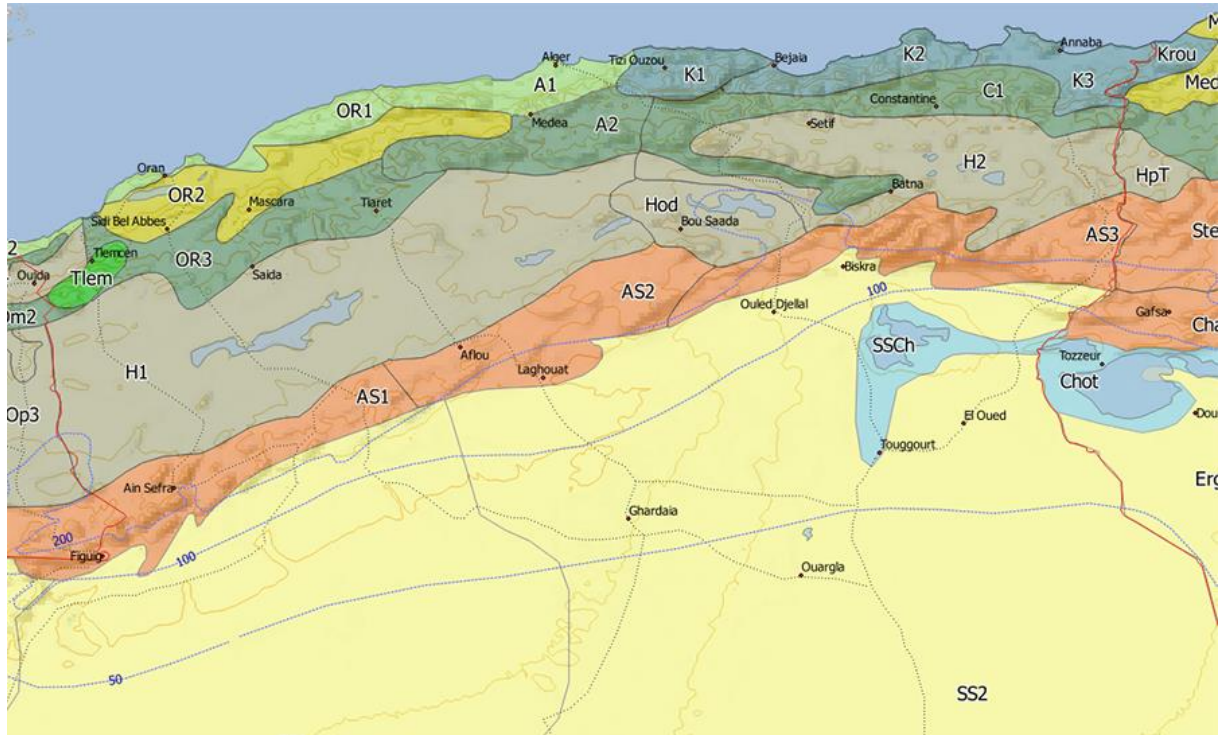 M
Alger
Annaba
Tizi Ouzou
Bejaia
K2
Krou
K1
K3
Med
A1
C1
OR1
Constantine
Medea
A2
Setif
Oran
H2
HpT
OR2
Batna
Mascara
Tiaret
Hod
Sidi Bel Abbes
Bou Saada
AS3
Ste
2
Tlemcen
OR3
Oujda
Tlem
Saida
Biskra
AS2
100
Ouled Djellal
Gafsa
Om2
Cha
SSCh
Aflou
Tozzeur
H1
Laghouat
Chot
AS1
Op3
El Oued
Dou
Touggourt
Erg
Ain Sefra
Ghardaia
200
Figuig
100
Ouargla
50
SS2